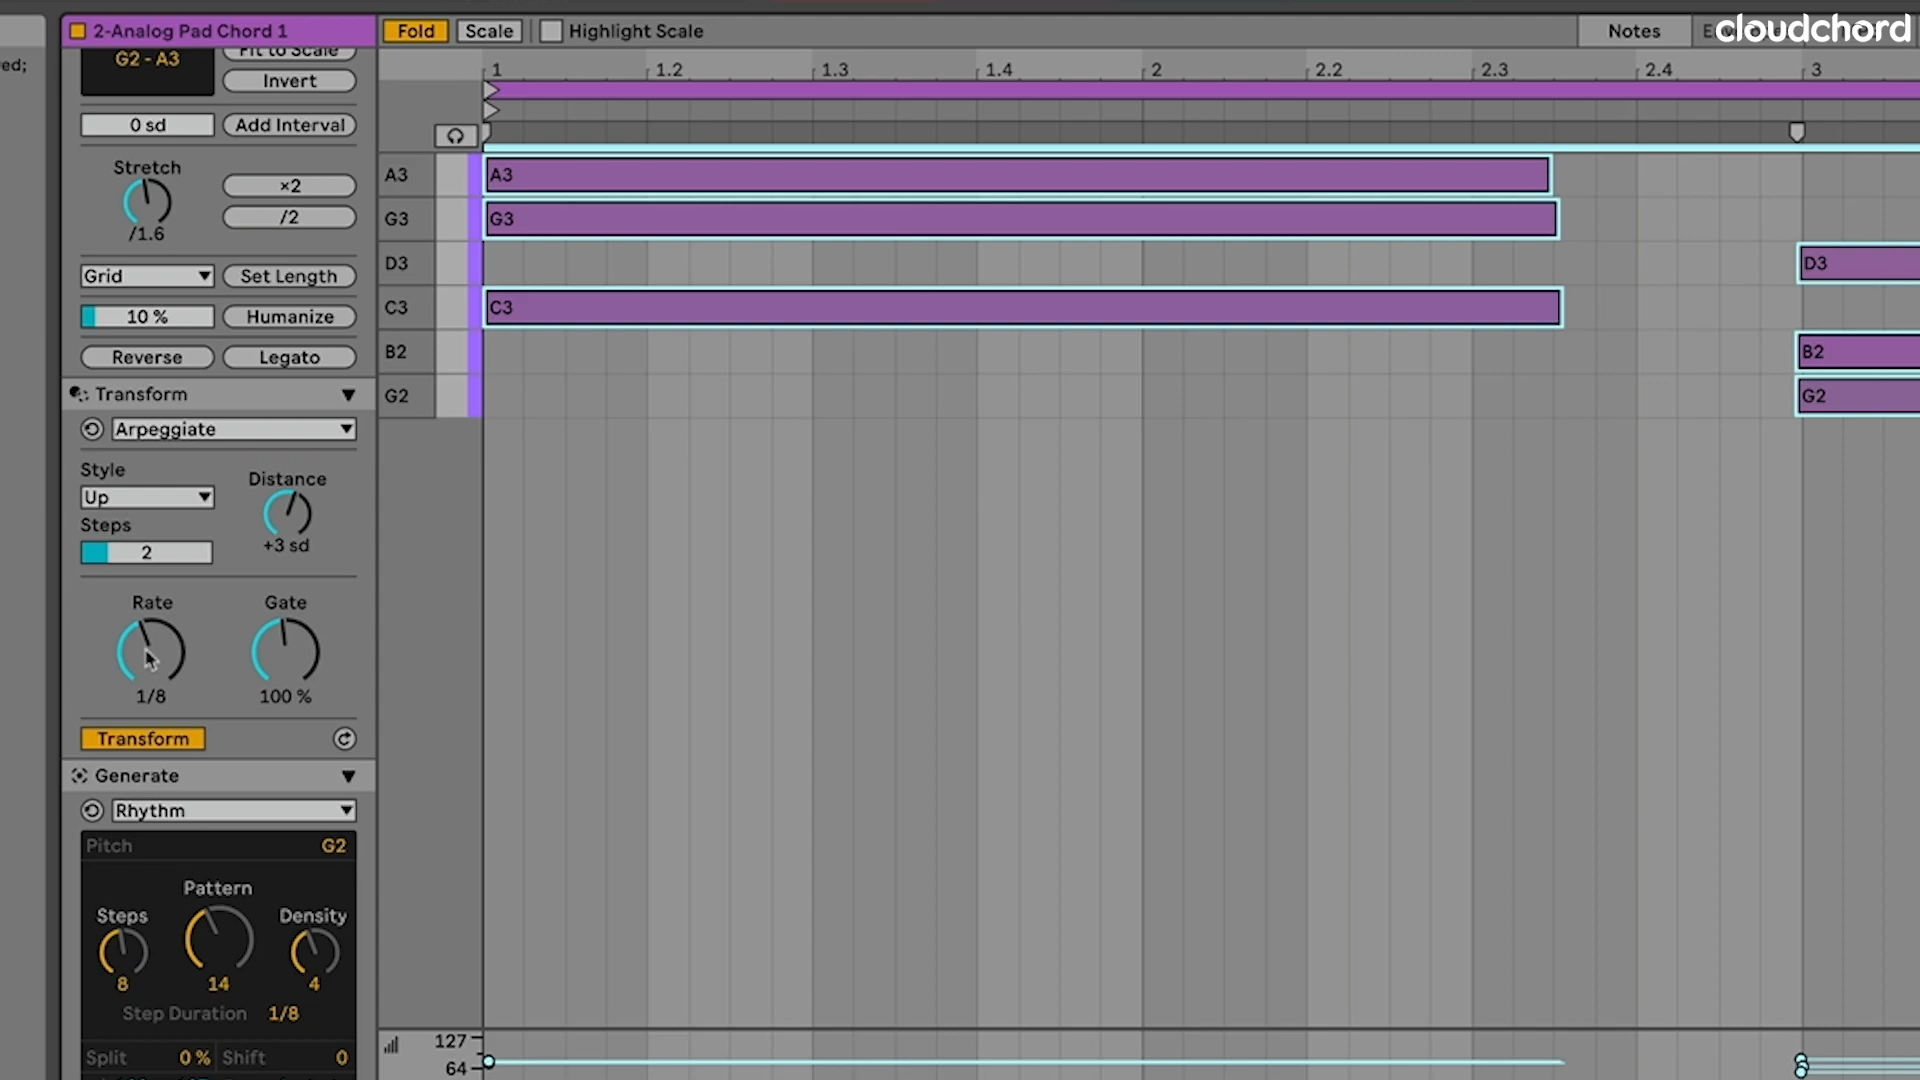 2-Analog Pad Chord 1
Fold
Scale
Highlight Scale
Notes
cloudchord
ed;
G2 - A3
Fit to Scale
Invert
0 sd
Add Interval
Stretch
/1.6
×2
/2
Grid
Set Length
10 %
Humanize
Reverse
Legato
Transform
Arpeggiate
Style
Up
Distance
+3 sd
Steps
2
Rate
1/8
Gate
100 %
Transform
Generate
Rhythm
Pitch
G2
Pattern
14
Steps
8
Density
4
Step Duration
1/8
Split
0 %
Shift
0
1
1.2
1.3
1.4
2
2.2
2.3
2.4
3
A3
A3
G3
G3
D3
D3
C3
C3
B2
B2
G2
G2
127
64